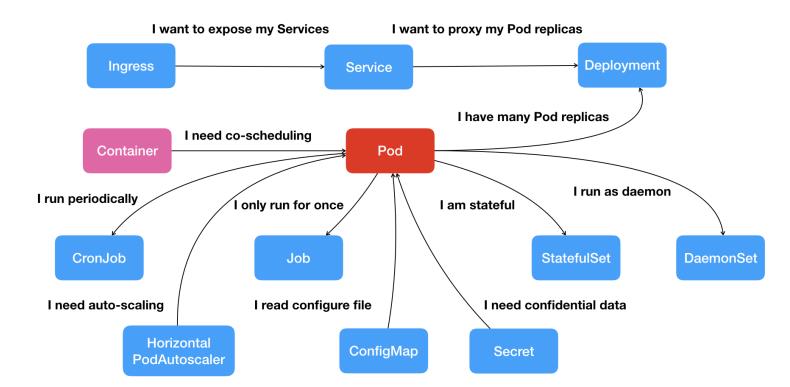 I want to expose my Services
I want to proxy my Pod replicas
Ingress
Service
Deployment
I have many Pod replicas
Container
I need co-scheduling
Pod
I run periodically
I only run for once
I am stateful
I run as daemon
CronJob
Job
StatefulSet
DaemonSet
I need auto-scaling
I read configure file
I need confidential data
Horizontal
PodAutoscaler
ConfigMap
Secret